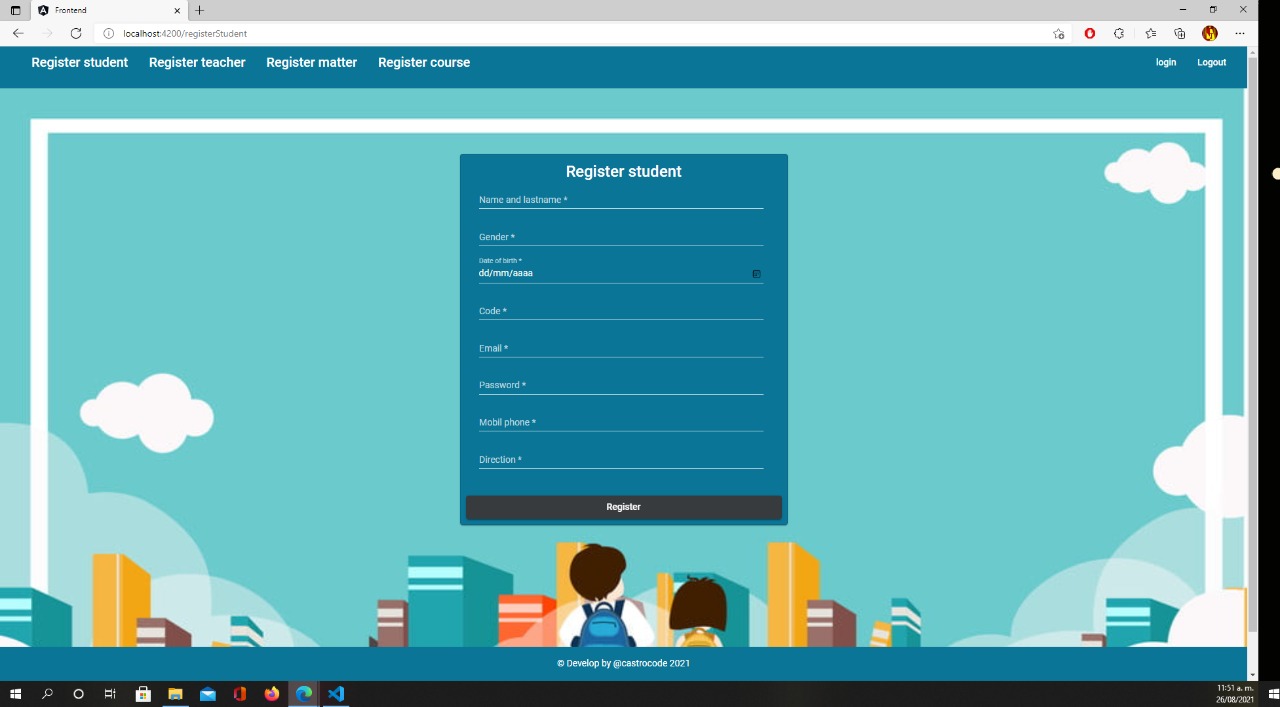 Frontend
localhost:4200/registerStudent
Register student Register teacher Register matter Register course login Logout
Register student
Name and lastname *
Gender *
Date of birth *
dd/mm/aaaa
Code *
Email *
Password *
Mobil phone *
Direction *
Register
© Develop by @castrocode 2021
11:51 a. m.
26/08/2021